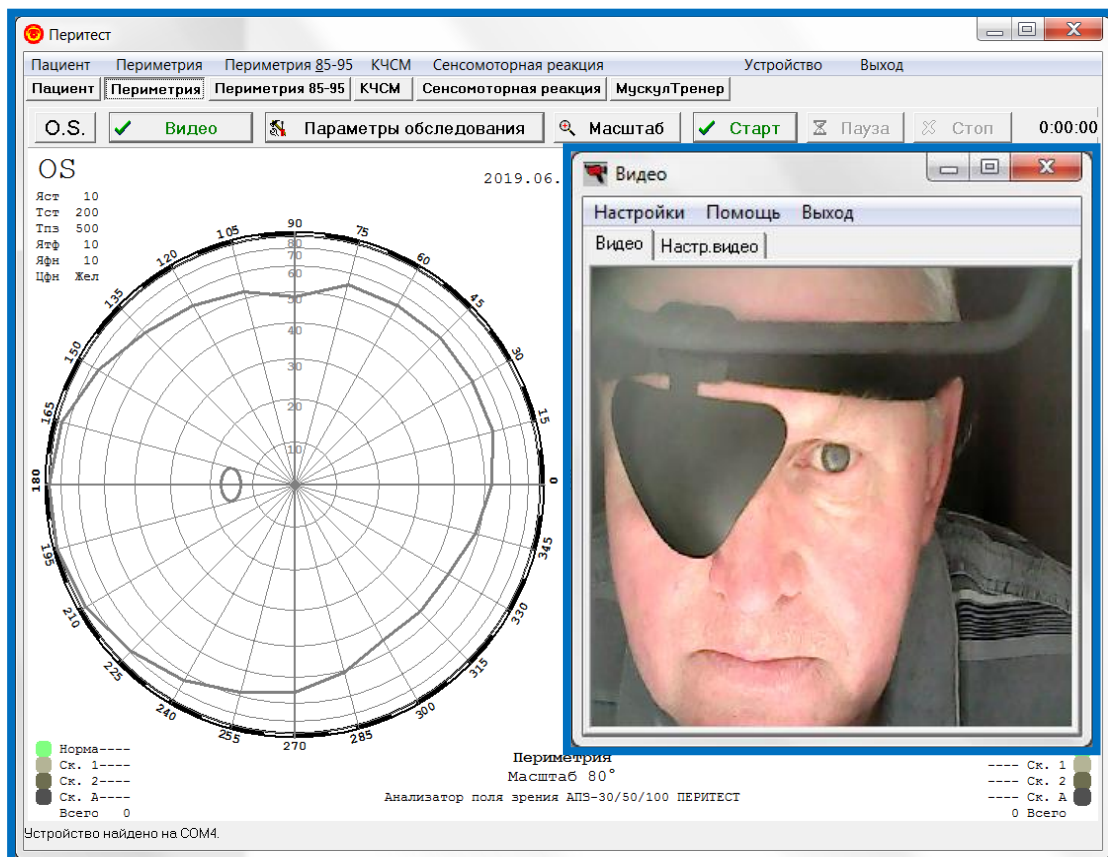 Перитест
Пациент Периметрия Периметрия 85-95 КЧСМ Сенсомоторная реакция Устройство Выход
Пациент Периметрия Периметрия 85-95 КЧСМ Сенсомоторная реакция МускулТренер
O.S. Видео Параметры обследования Масштаб Старт Пауза Стоп 0:00:00
OS
2019.06.
Яст 10
Тст 200
Тпз 500
Ятф 10
Яфн 10
Цфн Жел
Видео
Настройки Помощь Выход
Видео Настр.видео
90
105 75
120 60
135 45
150 30
165 15
180 0
195 345
210 330
225 315
240 300
255 285
270
80
70
60
50
40
30
20
10
Норма----
Ск. 1----
Ск. 2----
Ск. А----
Всего 0
Периметрия
Масштаб 80°
Анализатор поля зрения АПЗ-30/50/100 ПЕРИТЕСТ
---- Ск. 1
---- Ск. 2
---- Ск. А
0 Всего
Устройство найдено на COM4.